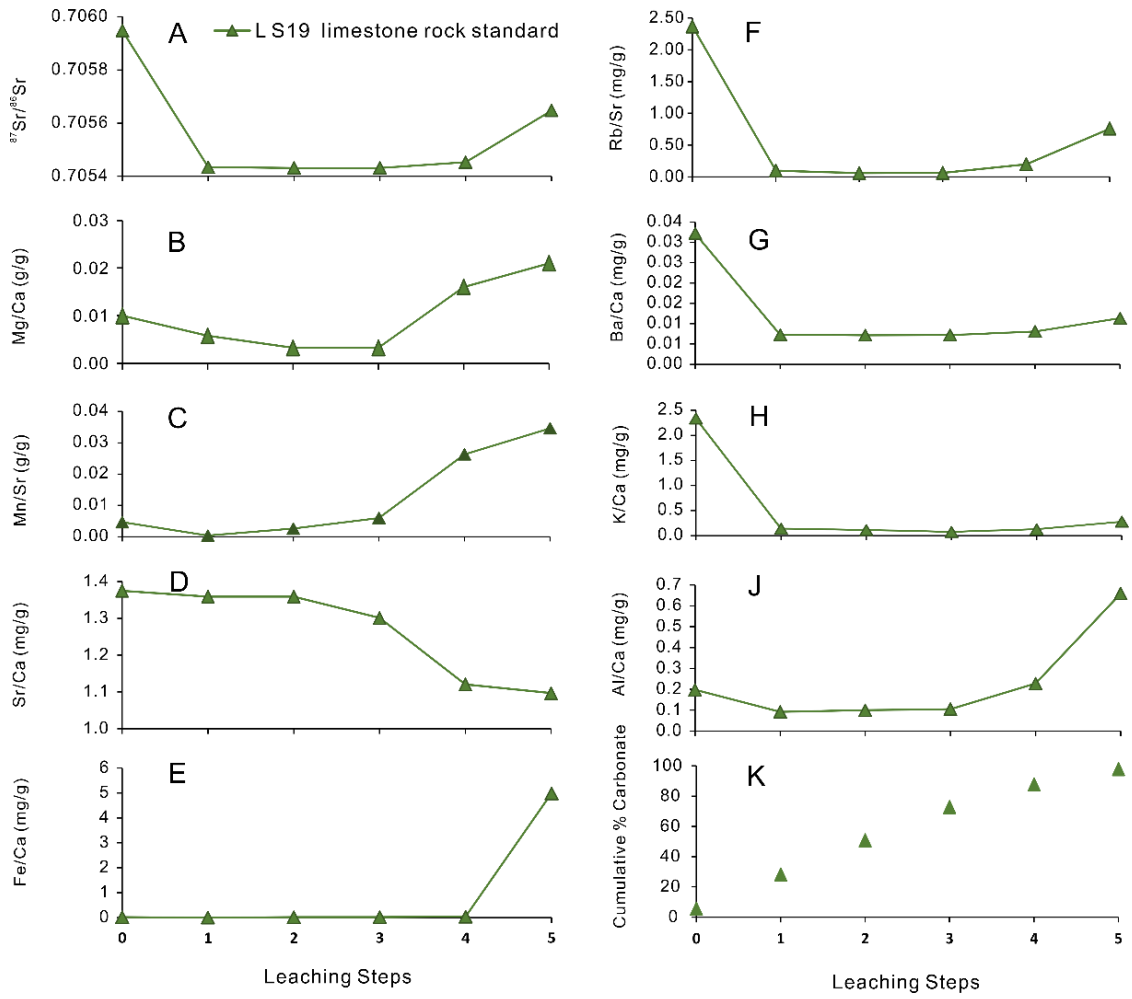 A
LS19 limestone rock standard
0.7060
0.7058
0.7056
0.7054
⁸⁷Sr/⁸⁶Sr
B
0.03
0.02
0.01
0.00
Mg/Ca (g/g)
C
0.04
0.03
0.02
0.01
0.00
Mn/Sr (g/g)
D
1.4
1.3
1.2
1.1
1.0
Sr/Ca (mg/g)
E
6
5
4
3
2
1
0
Fe/Ca (mg/g)
0 1 2 3 4 5
Leaching Steps
F
2.50
2.00
1.50
1.00
0.50
0.00
Rb/Sr (mg/g)
G
0.04
0.03
0.02
0.02
0.01
0.01
0.00
Ba/Ca (mg/g)
H
2.5
2.0
1.5
1.0
0.5
0.0
K/Ca (mg/g)
J
0.7
0.6
0.5
0.4
0.3
0.2
0.1
0.0
Al/Ca (mg/g)
K
100
80
60
40
20
0
Cumulative % Carbonate
0 1 2 3 4 5
Leaching Steps